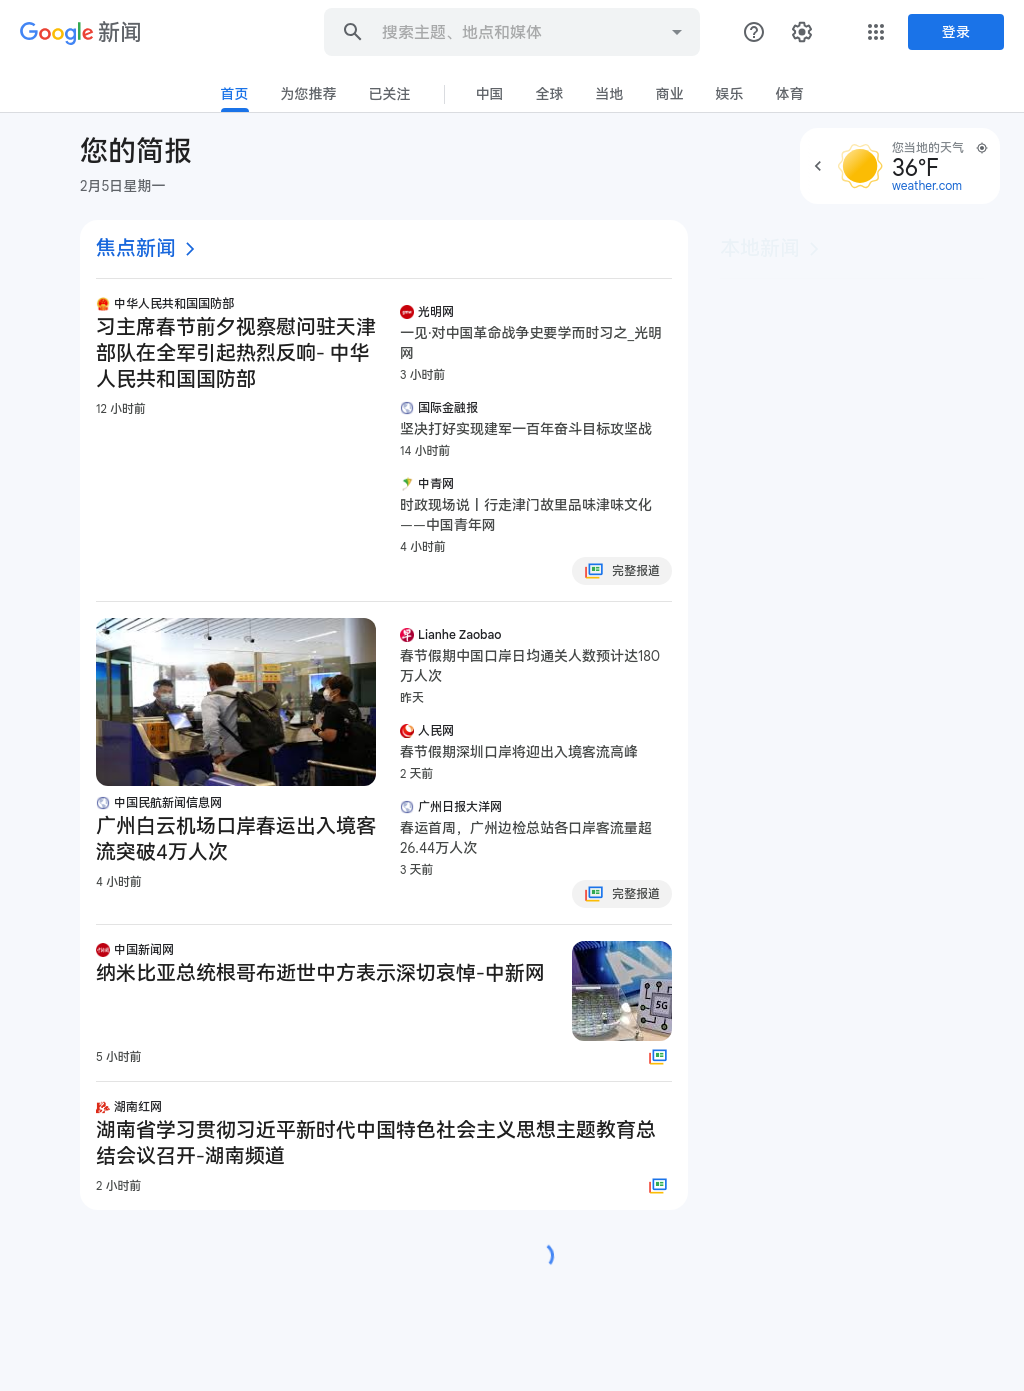 Google 新闻
搜索主题、地点和媒体
登录
首页
为您推荐
已关注
中国
全球
当地
商业
娱乐
体育
您的简报
2月5日星期一
您当地的天气
36°F
weather.com
焦点新闻
本地新闻
中华人民共和国国防部
习主席春节前夕视察慰问驻天津
部队在全军引起热烈反响- 中华
人民共和国国防部
12 小时前
光明网
一见·对中国革命战争史要学而时习之_光明
网
3 小时前
国际金融报
坚决打好实现建军一百年奋斗目标攻坚战
14 小时前
中青网
时政现场说丨行走津门故里品味津味文化
——中国青年网
4 小时前
完整报道
中国民航新闻信息网
广州白云机场口岸春运出入境客
流突破4万人次
4 小时前
Lianhe Zaobao
春节假期中国口岸日均通关人数预计达180
万人次
昨天
人民网
春节假期深圳口岸将迎出入境客流高峰
2 天前
广州日报大洋网
春运首周，广州边检总站各口岸客流量超
26.44万人次
3 天前
完整报道
中国新闻网
纳米比亚总统根哥布逝世中方表示深切哀悼-中新网
AI
5G
5 小时前
湖南红网
湖南省学习贯彻习近平新时代中国特色社会主义思想主题教育总
结会议召开-湖南频道
2 小时前